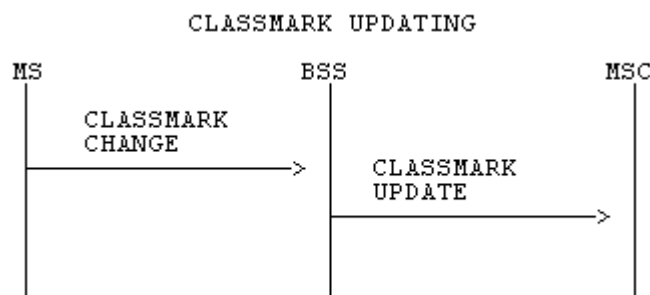 CLASSMARK UPDATING
MS BSS MSC
CLASSMARK
CHANGE
CLASSMARK
UPDATE